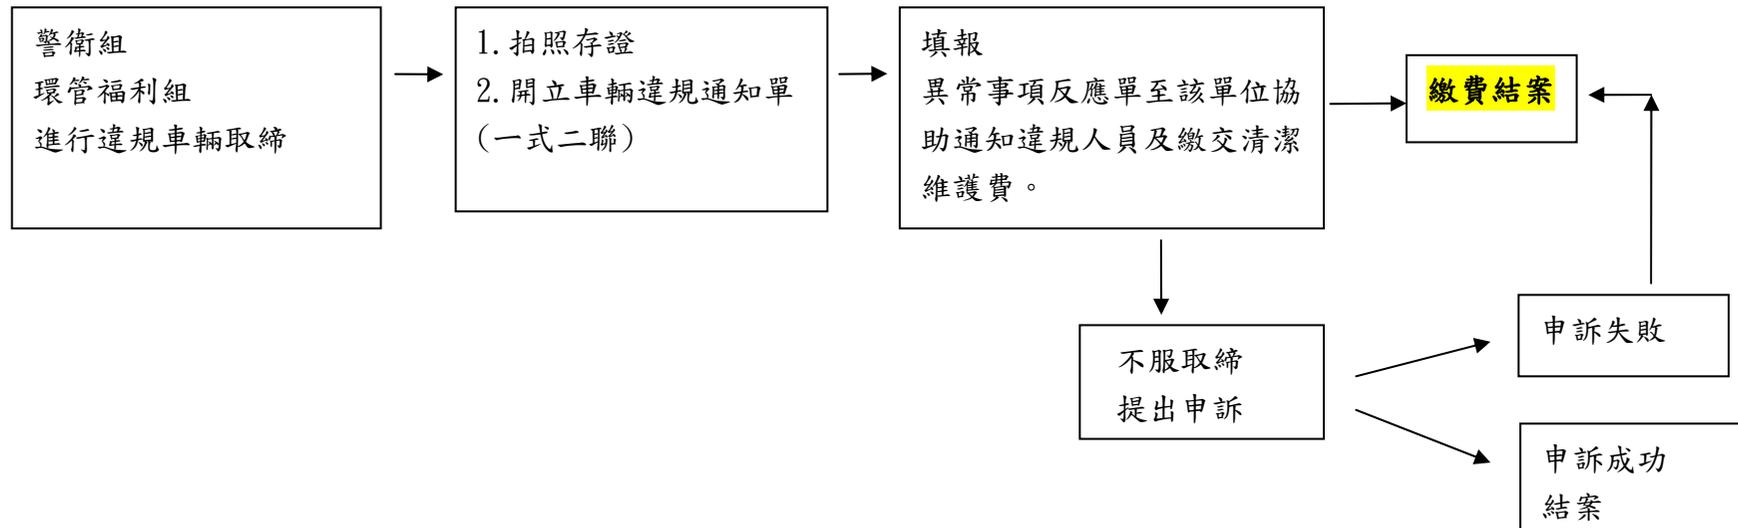 警衛組
環管福利組
進行違規車輛取締
1.拍照存證
2.開立車輛違規通知單
(一式二聯)
填報
異常事項反應單至該單位協
助通知違規人員及繳交清潔
維護費。
繳費結案
不服取締
提出申訴
申訴失敗
申訴成功
結案